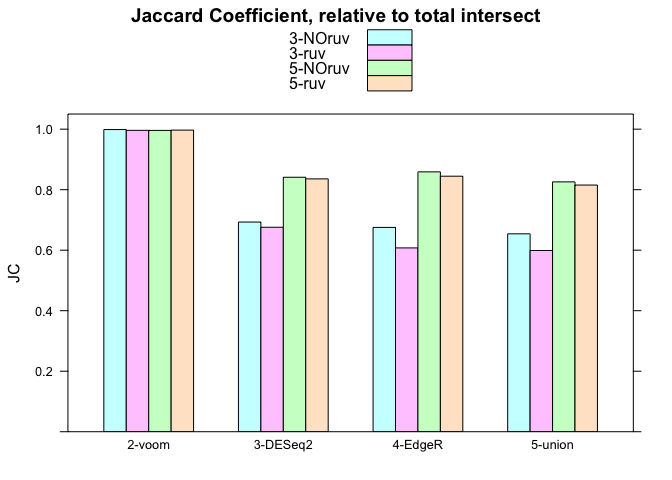 Jaccard Coefficient, relative to total intersect
3-NOruv
3-ruv
5-NOruv
5-ruv
JC
1.0
0.8
0.6
0.4
0.2
2-voom 3-DESeq2 4-EdgeR 5-union